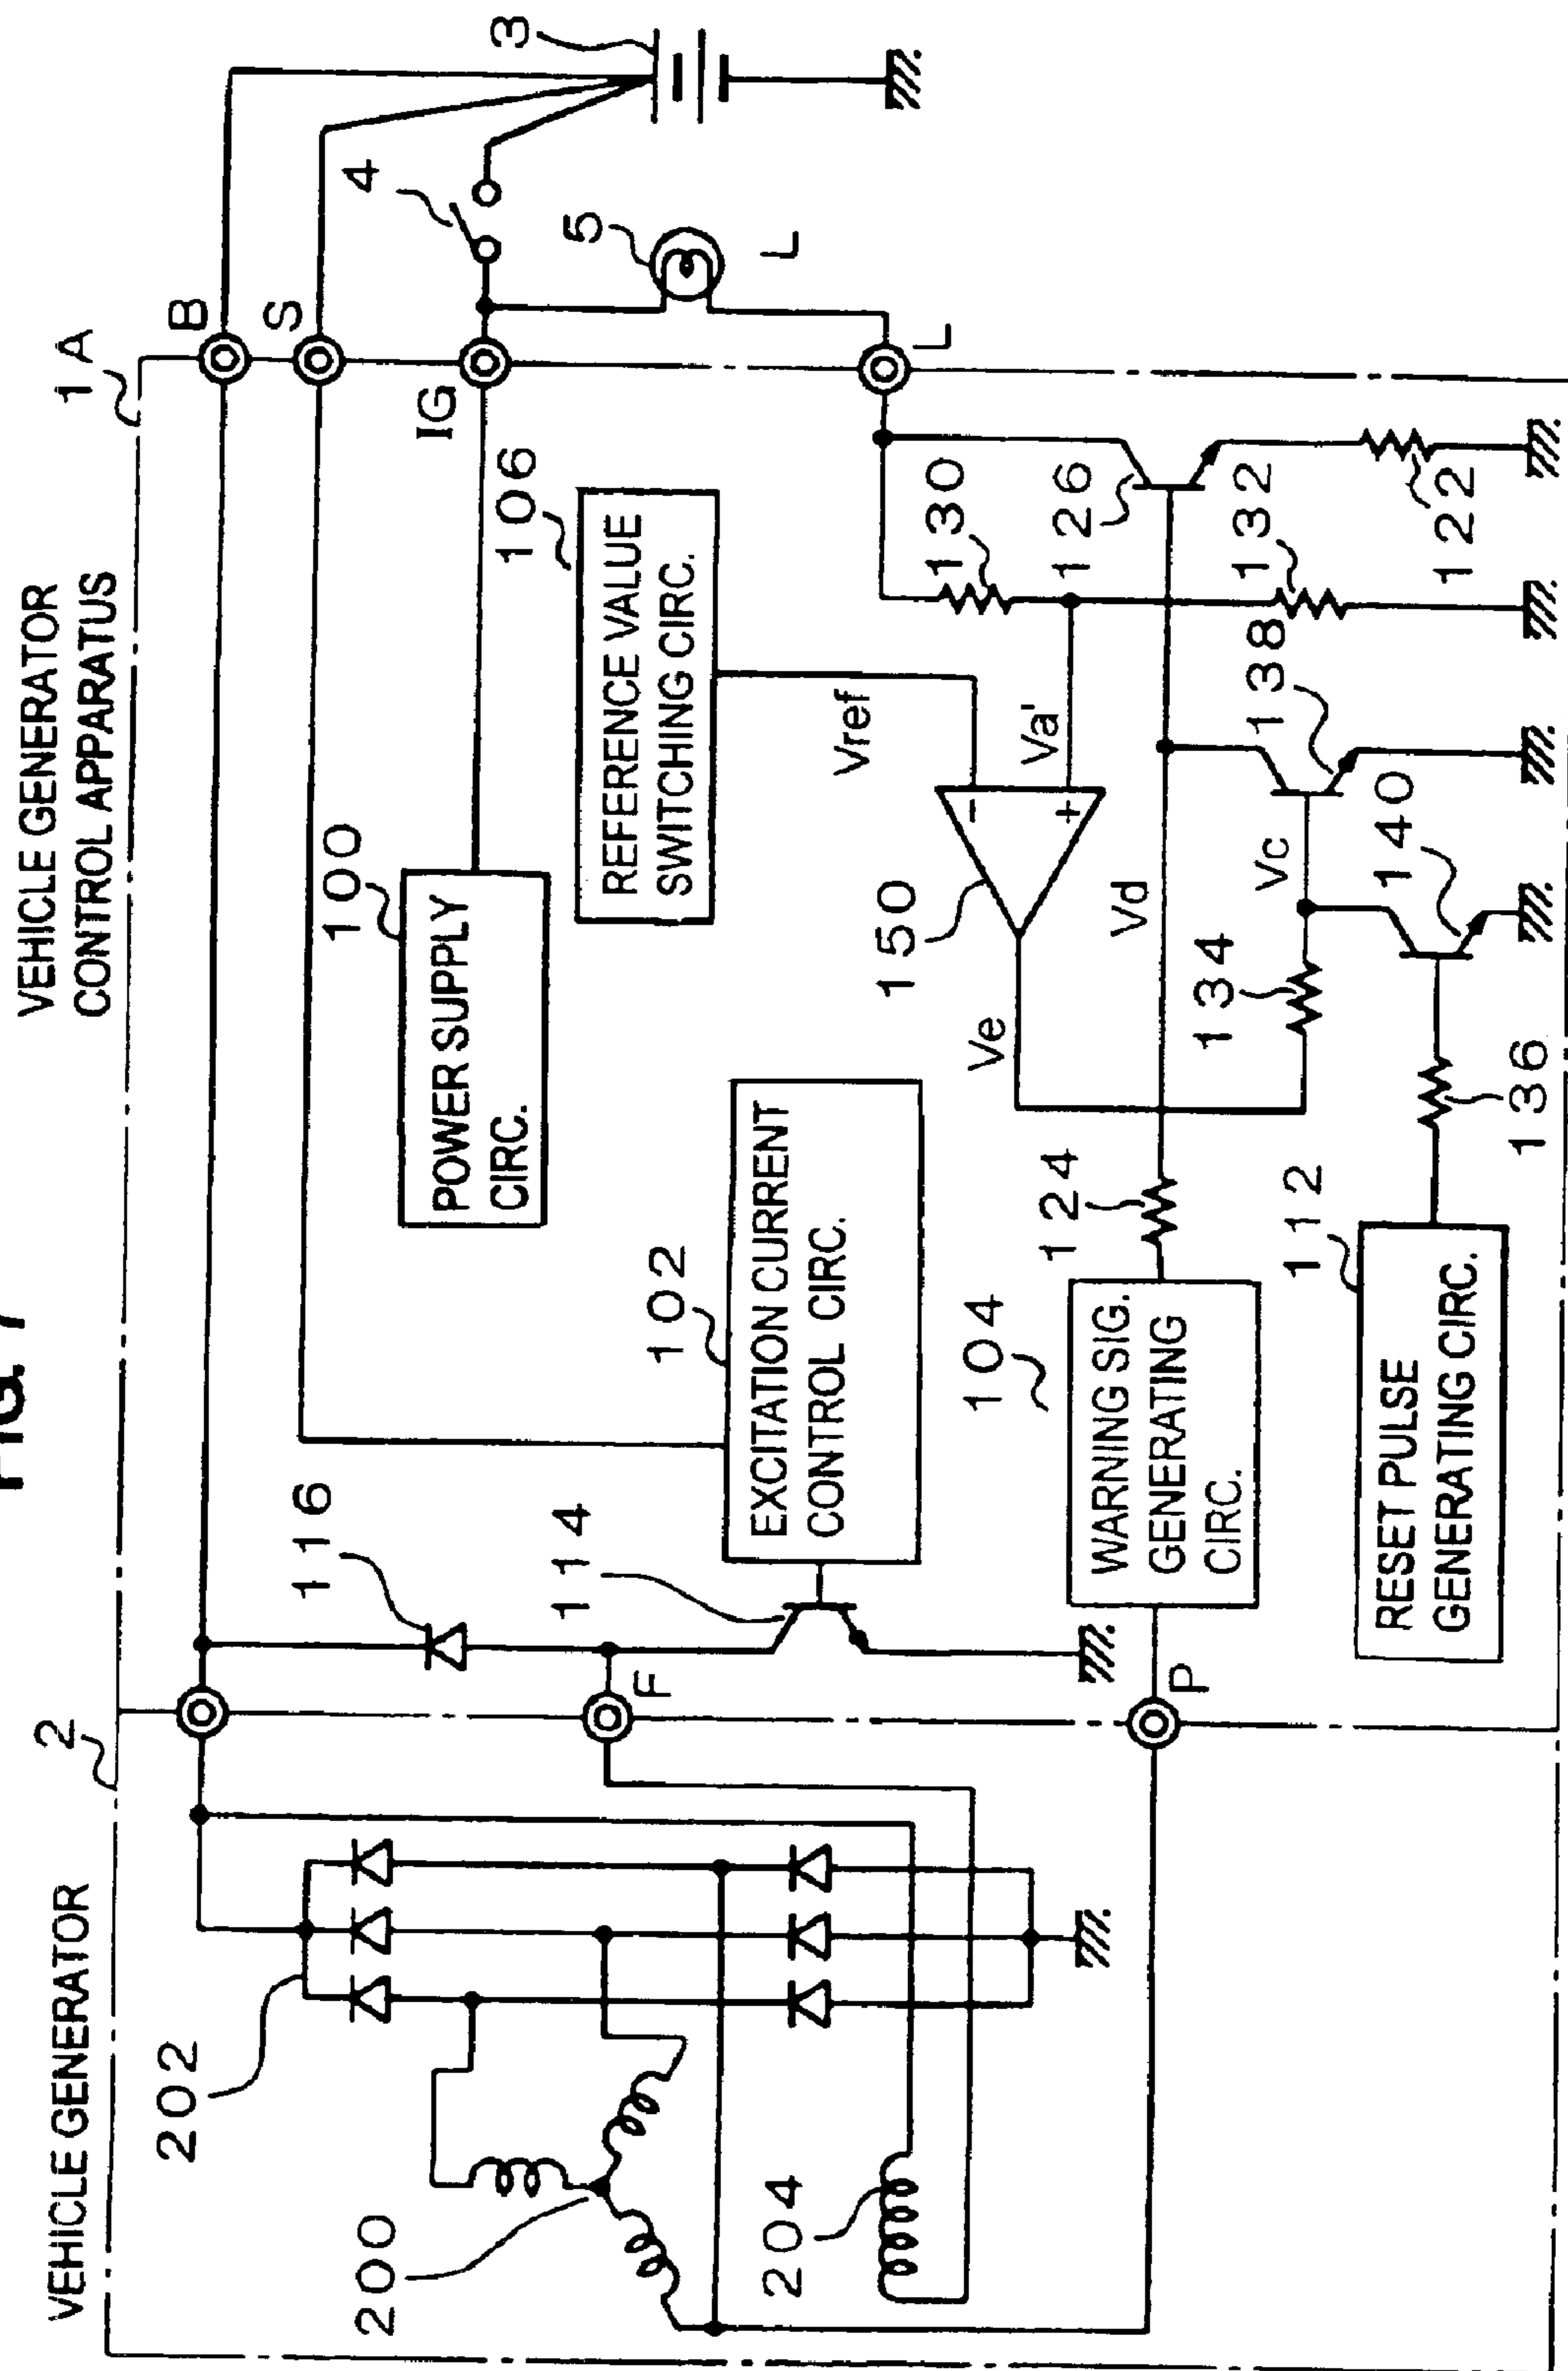 FIG. 7
VEHICLE GENERATOR
2
VEHICLE GENERATOR
CONTROL APPARATUS
1A
202
116
B
S
3
100
POWER SUPPLY
CIRC.
IG
4
200
114
102
EXCITATION CURRENT
CONTROL CIRC.
106
REFERENCE VALUE
SWITCHING CIRC.
5
L
F
204
Vref
150
-
+
Va'
130
L
104
WARNING SIG.
GENERATING
CIRC.
124
Ve
Vd
126
P
134
Vc
138
132
112
RESET PULSE
GENERATING CIRC.
136
140
122